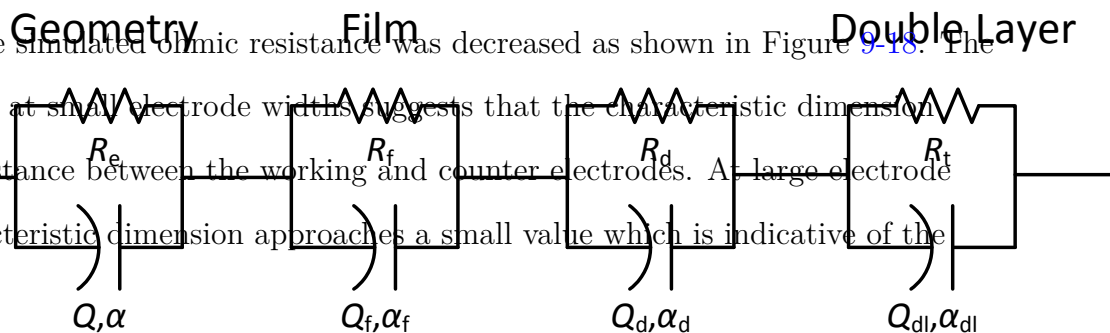 Geometry Film Double Layer
simulated ohmic resistance was decreased as shown in Figure 9-18. The
at small electrode widths suggests that the characteristic dimension
Re Rf Rd Rt
between the working and counter electrodes. At large electrode
dimension approaches a small value which is indicative of the
Q,α Qf,αf Qd,αd Qdl,αdl